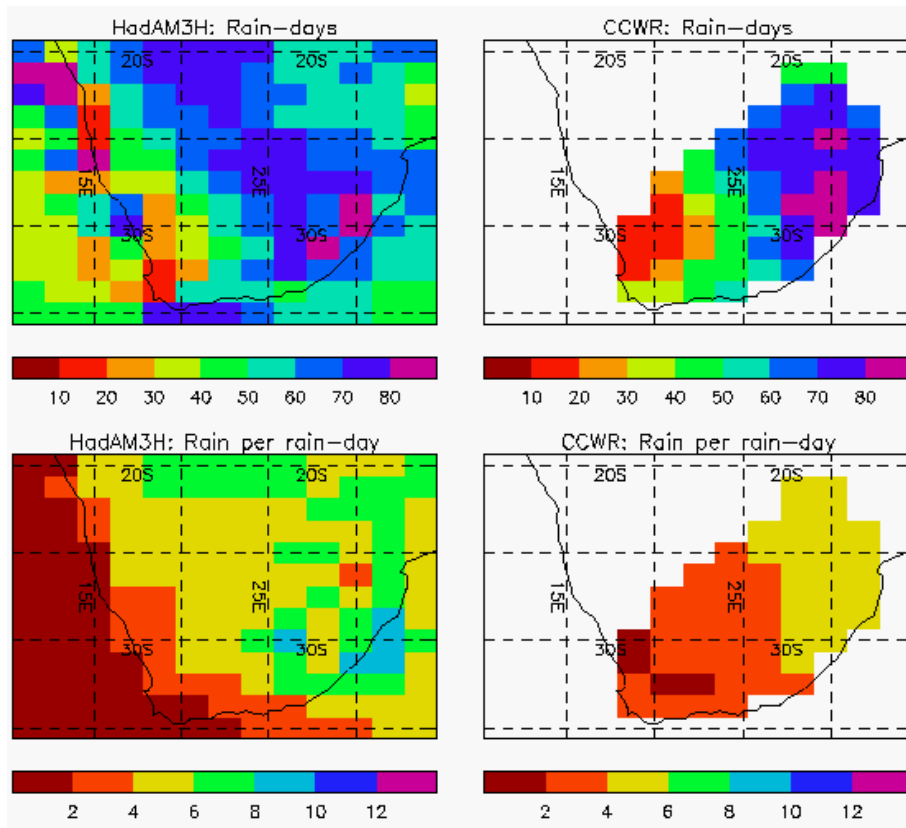 HadAM3H: Rain-days
CCWR: Rain-days
20S 20S
20S 20S
15E 25E
15E 25E
30S 30S
30S 30S
10 20 30 50 60 70 80
10 20 30 50 60 70 80
HadAM3H: Rain per rain-day
CCWR: Rain per rain-day
20S 20S
20S 20S
15E 25E
15E 25E
30S 30S
30S 30S
2 4 6 8 10 12
2 4 6 8 10 12